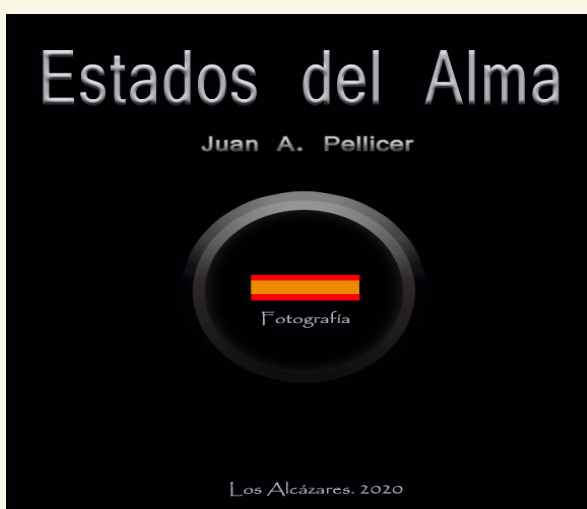 Estados del Alma
Juan A. Pellicer
Fotografía
Los Alcázares. 2020